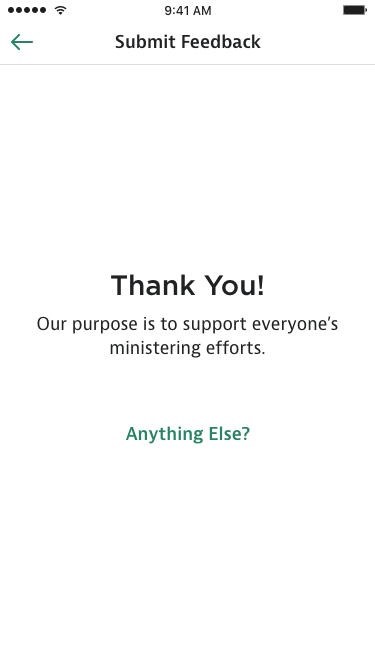 9:41 AM
Submit Feedback
Thank You!
Our purpose is to support everyone’s
ministering efforts.
Anything Else?